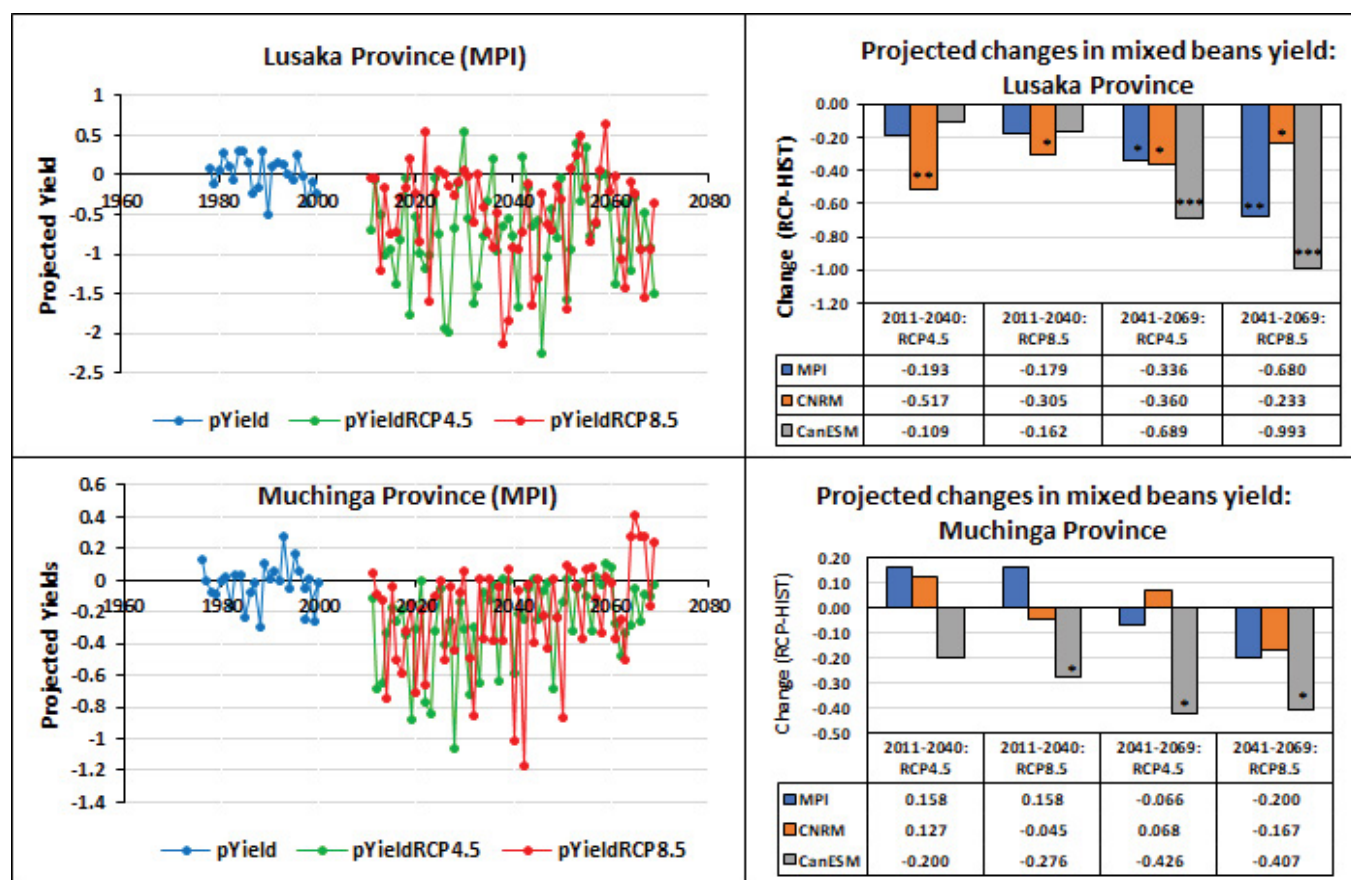 Lusaka Province (MPI)
Projected Yield
1
0.5
0
-0.5
-1
-1.5
-2
-2.5
1960 1980 2000 2020 2040 2060 2080
pYield pYieldRCP4.5 pYieldRCP8.5
Projected changes in mixed beans yield:
Lusaka Province
Change (RCP-HIST)
0.00
-0.20
-0.40
-0.60
-0.80
-1.00
-1.20
** * * * *** ** * ***
2011-2040: 2011-2040: 2041-2069: 2041-2069:
RCP4.5 RCP8.5 RCP4.5 RCP8.5
MPI -0.193 -0.179 -0.336 -0.680
CNRM -0.517 -0.305 -0.360 -0.233
CanESM -0.109 -0.162 -0.689 -0.993
Muchinga Province (MPI)
Projected Yields
0.6
0.4
0.2
0
-0.2
-0.4
-0.6
-0.8
-1
-1.2
-1.4
1960 1980 2000 2020 2040 2060 2080
pYield pYieldRCP4.5 pYieldRCP8.5
Projected changes in mixed beans yield:
Muchinga Province
Change (RCP-HIST)
0.20
0.10
0.00
-0.10
-0.20
-0.30
-0.40
-0.50
* * *
2011-2040: 2011-2040: 2041-2069: 2041-2069:
RCP4.5 RCP8.5 RCP4.5 RCP8.5
MPI 0.158 0.158 -0.066 -0.200
CNRM 0.127 -0.045 0.068 -0.167
CanESM -0.200 -0.276 -0.426 -0.407